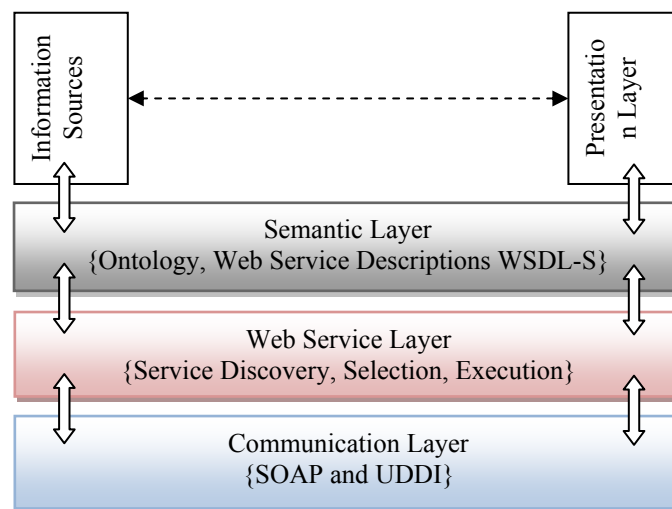 Information
Sources
Presentatio
n Layer
Semantic Layer
{Ontology, Web Service Descriptions WSDL-S}
Web Service Layer
{Service Discovery, Selection, Execution}
Communication Layer
{SOAP and UDDI}